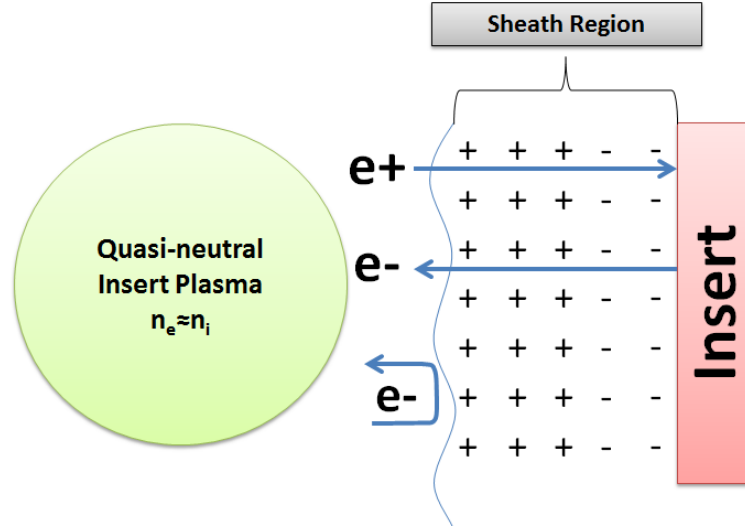 Sheath Region
e+ + + + - -
+ + + - -
Quasi-neutral
Insert Plasma
nₑ≈nᵢ
e- + + + - -
+ + + - -
+ + + - -
e- + + + - -
+ + + - -
Insert